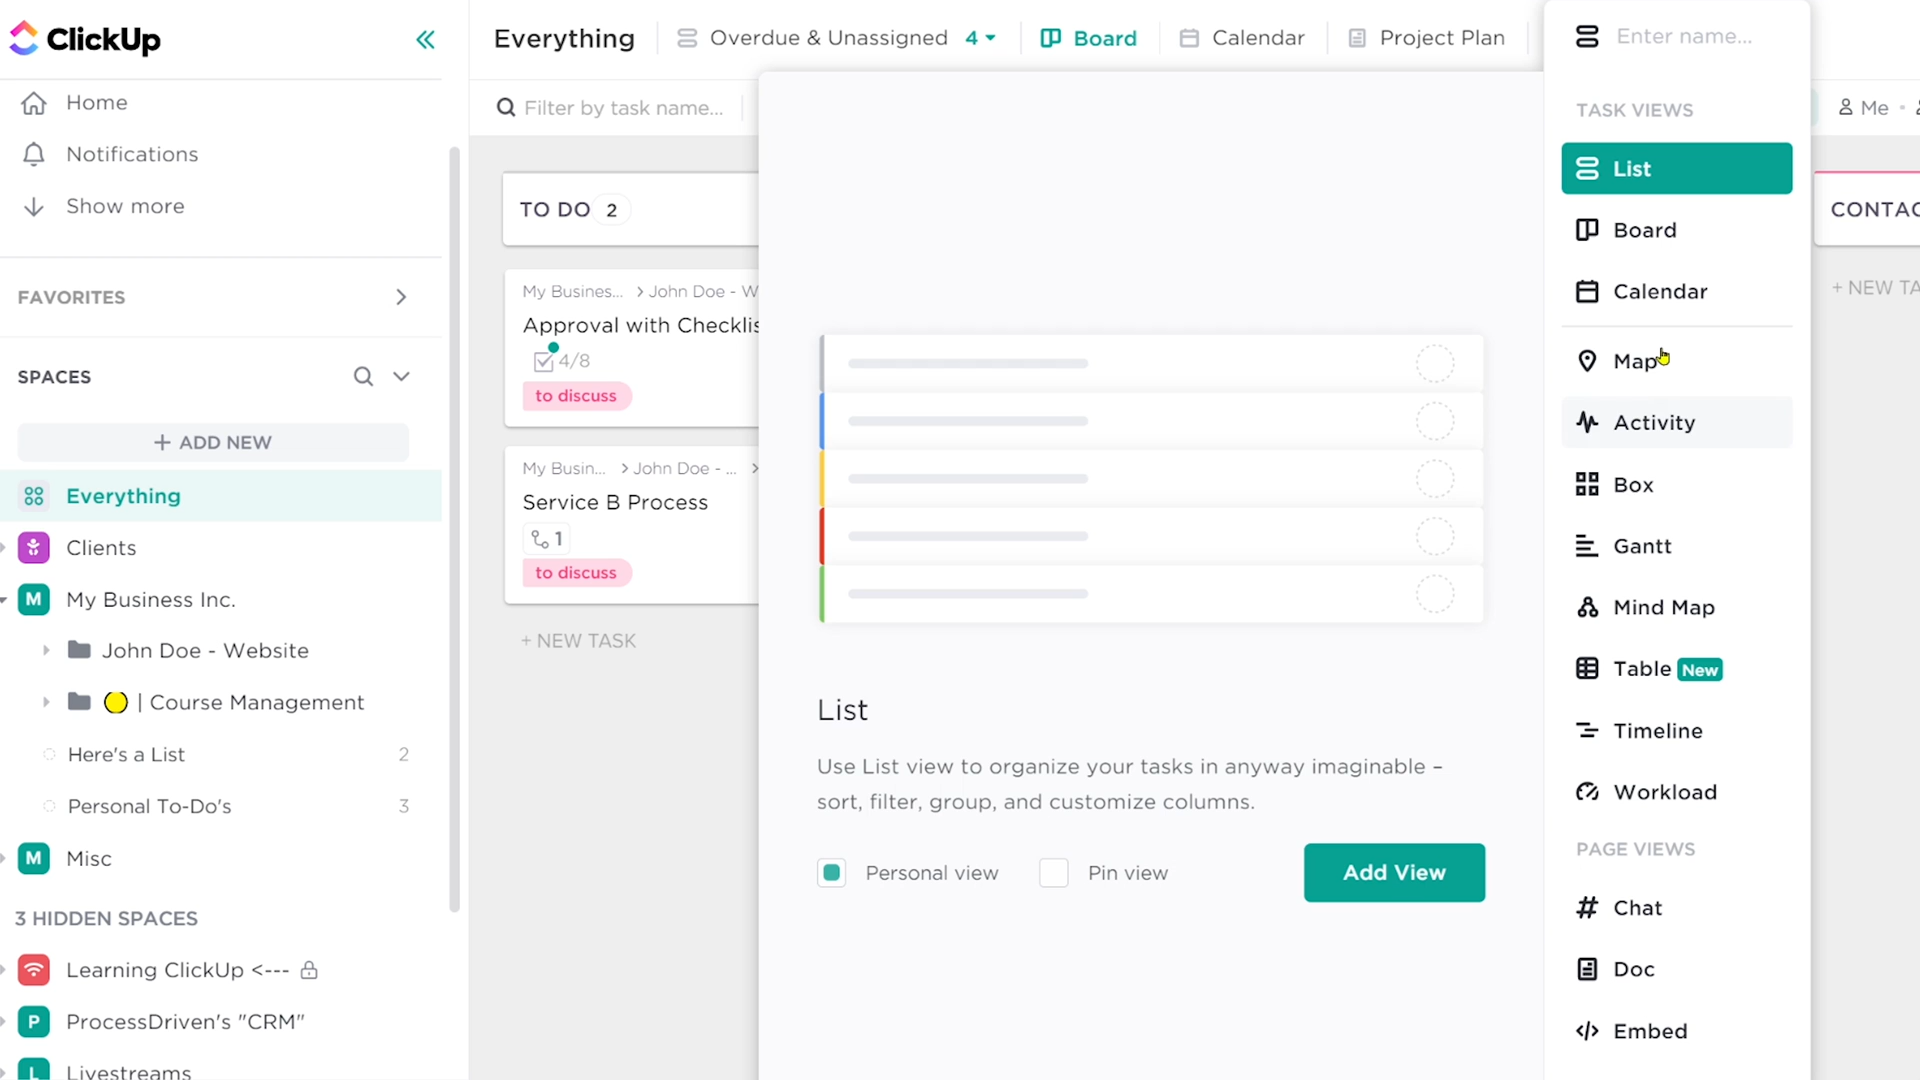 ClickUp
Home
Notifications
Show more
FAVORITES
SPACES
+ ADD NEW
Everything
Clients
M My Business Inc.
John Doe - Website
| Course Management
Here's a List 2
Personal To-Do's 3
M Misc
3 HIDDEN SPACES
Learning ClickUp <---
P ProcessDriven's "CRM"
L Livestreams
Everything
Overdue & Unassigned 4
Board
Calendar
Project Plan
Filter by task name...
Me
TO DO 2
My Busines... > John Doe - W
Approval with Checklis
4/8
to discuss
My Busin... > John Doe - ... >
Service B Process
1
to discuss
+ NEW TASK
List
Use List view to organize your tasks in anyway imaginable –
sort, filter, group, and customize columns.
Personal view
Pin view
Add View
Enter name...
TASK VIEWS
List
Board
Calendar
Map
Activity
Box
Gantt
Mind Map
Table New
Timeline
Workload
PAGE VIEWS
Chat
Doc
Embed
CONTAC
+ NEW TA